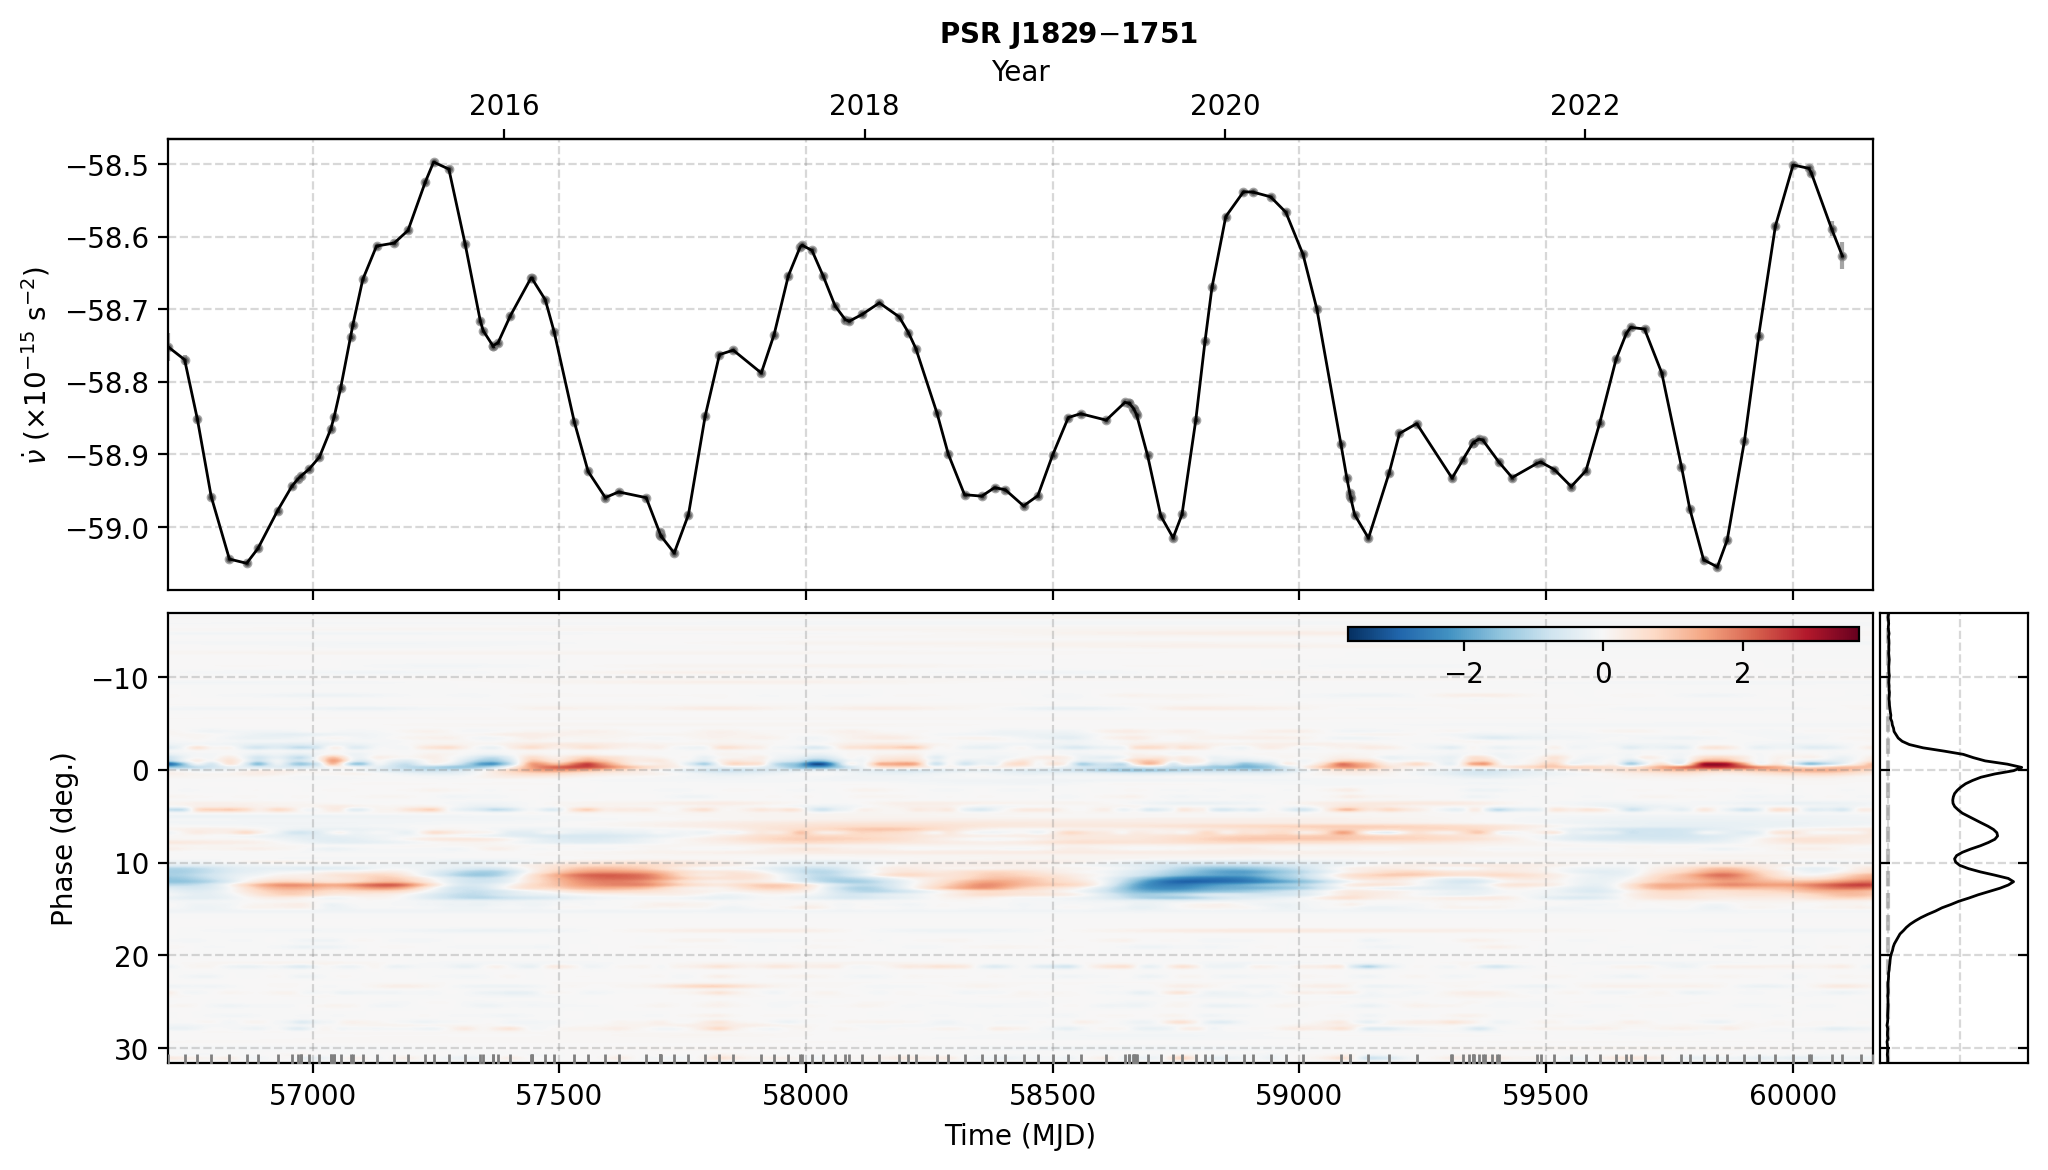 PSR J1829−1751
Year
2016 2018 2020 2022
−58.5
−58.6
−58.7
−58.8
−58.9
−59.0
ν̇ (×10⁻¹⁵ s⁻²)
−2 0 2
−10
0
10
20
30
Phase (deg.)
57000 57500 58000 58500 59000 59500 60000
Time (MJD)